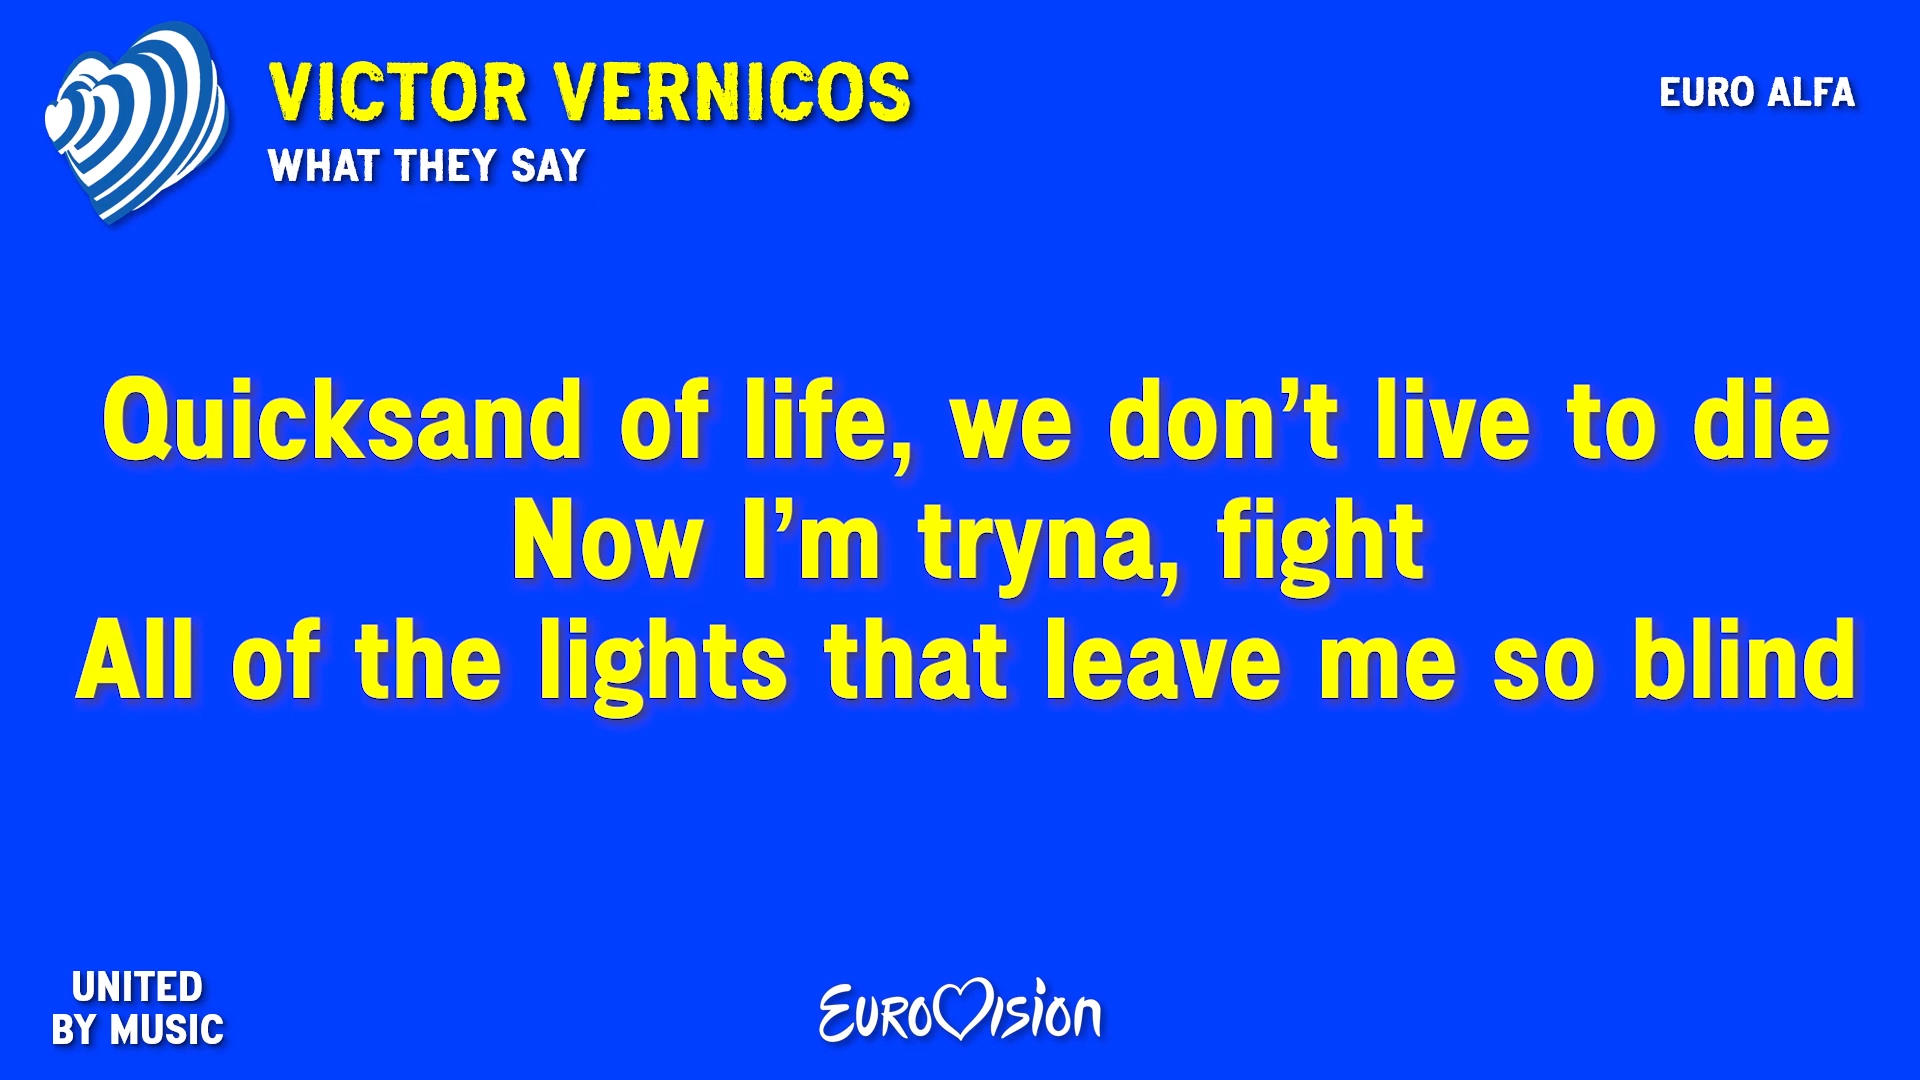 VICTOR VERNICOS
WHAT THEY SAY
EURO ALFA
Quicksand of life, we don’t live to die
Now I’m tryna, fight
All of the lights that leave me so blind
UNITED
BY MUSIC
EUROVISION